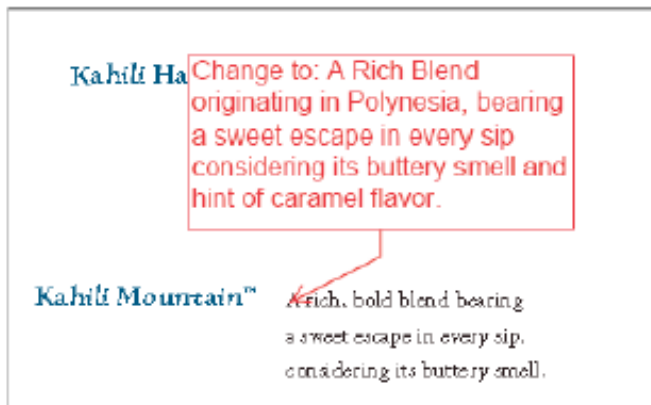 Kahili Ha
Change to: A Rich Blend
originating in Polynesia, bearing
a sweet escape in every sip
considering its buttery smell and
hint of caramel flavor.
Kahili Mountain™
A rich, bold blend bearing
a sweet escape in every sip,
considering its buttery smell.